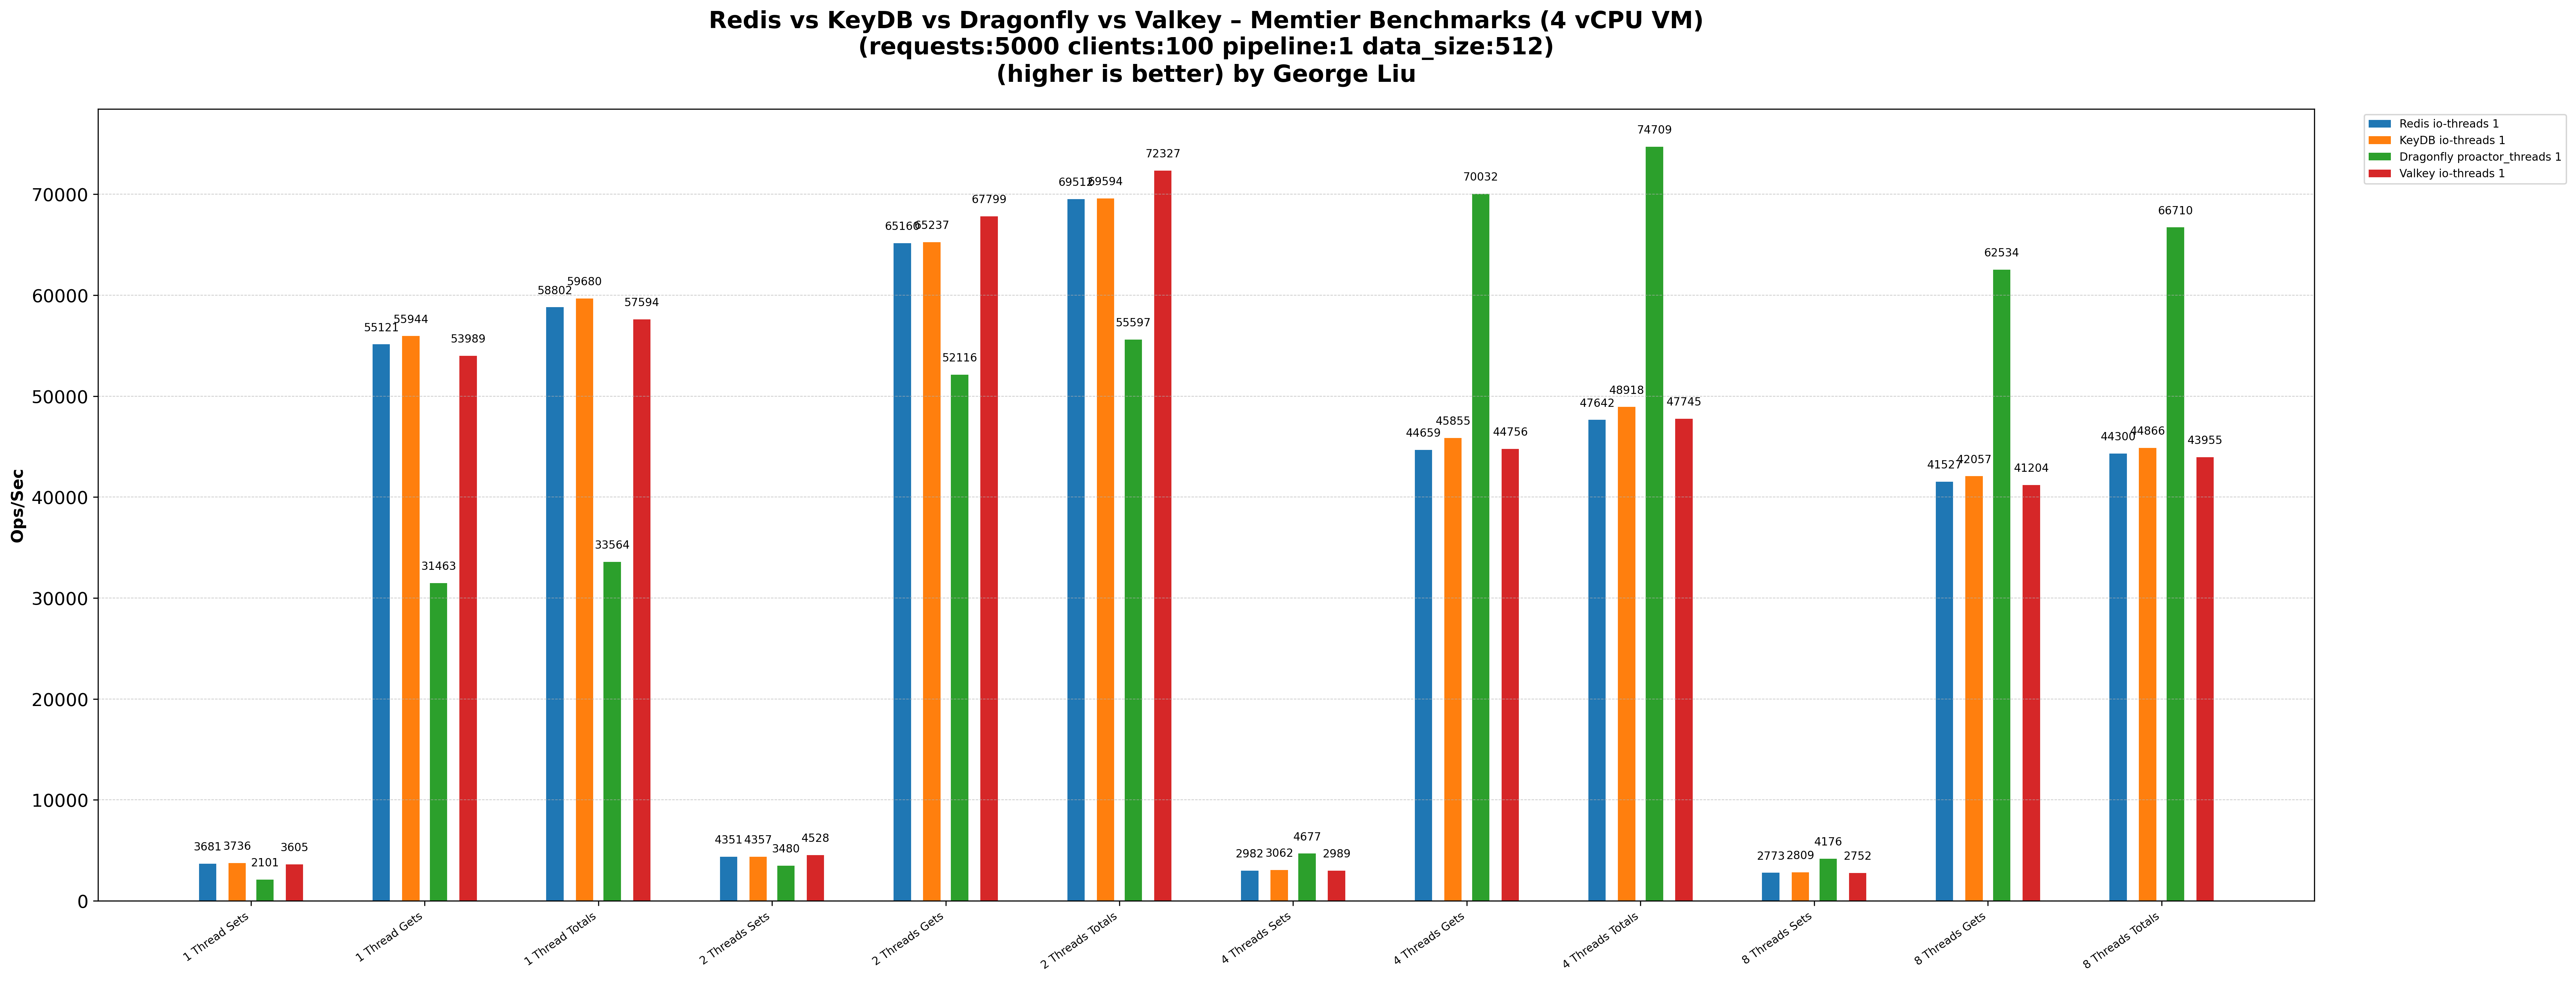 Redis vs KeyDB vs Dragonfly vs Valkey – Memtier Benchmarks (4 vCPU VM)
(requests:5000 clients:100 pipeline:1 data_size:512)
(higher is better) by George Liu
Redis io-threads 1
KeyDB io-threads 1
Dragonfly proactor_threads 1
Valkey io-threads 1
Ops/Sec
70000
60000
50000
40000
30000
20000
10000
0
3681 3736 2101 3605
55121 55944 31463 53989
58802 59680 33564 57594
4351 4357 3480 4528
65160 65237 52116 67799
69512 69594 55597 72327
2982 3062 4677 2989
44659 45855 70032 44756
47642 48918 74709 47745
2773 2809 4176 2752
41527 42057 62534 41204
44300 44866 66710 43955
1 Thread Sets
1 Thread Gets
1 Thread Totals
2 Threads Sets
2 Threads Gets
2 Threads Totals
4 Threads Sets
4 Threads Gets
4 Threads Totals
8 Threads Sets
8 Threads Gets
8 Threads Totals